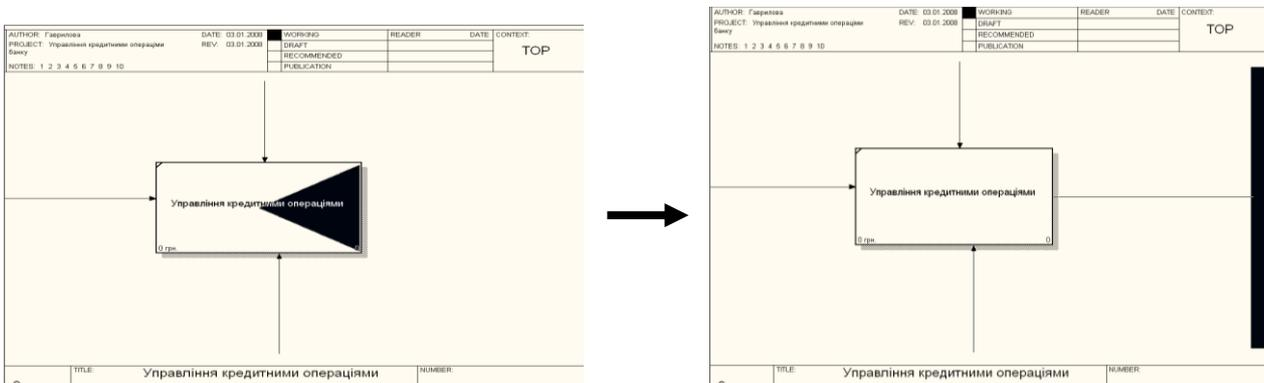 AUTHOR: Гаврилова DATE: 03.01.2008 WORKING READER DATE CONTEXT:
PROJECT: Управління кредитними операціми REV: 03.01.2008 DRAFT TOP
банку RECOMMENDED
NOTES: 1 2 3 4 5 6 7 8 9 10 PUBLICATION
Управління кредитними операціями
0 грн. 0
TITLE: Управління кредитними операціями NUMBER:
AUTHOR: Гаврилова DATE: 03.01.2008 WORKING READER DATE CONTEXT:
PROJECT: Управління кредитними операціми REV: 03.01.2008 DRAFT TOP
банку RECOMMENDED
NOTES: 1 2 3 4 5 6 7 8 9 10 PUBLICATION
Управління кредитними операціями
0 грн. 0
TITLE: Управління кредитними операціями NUMBER: